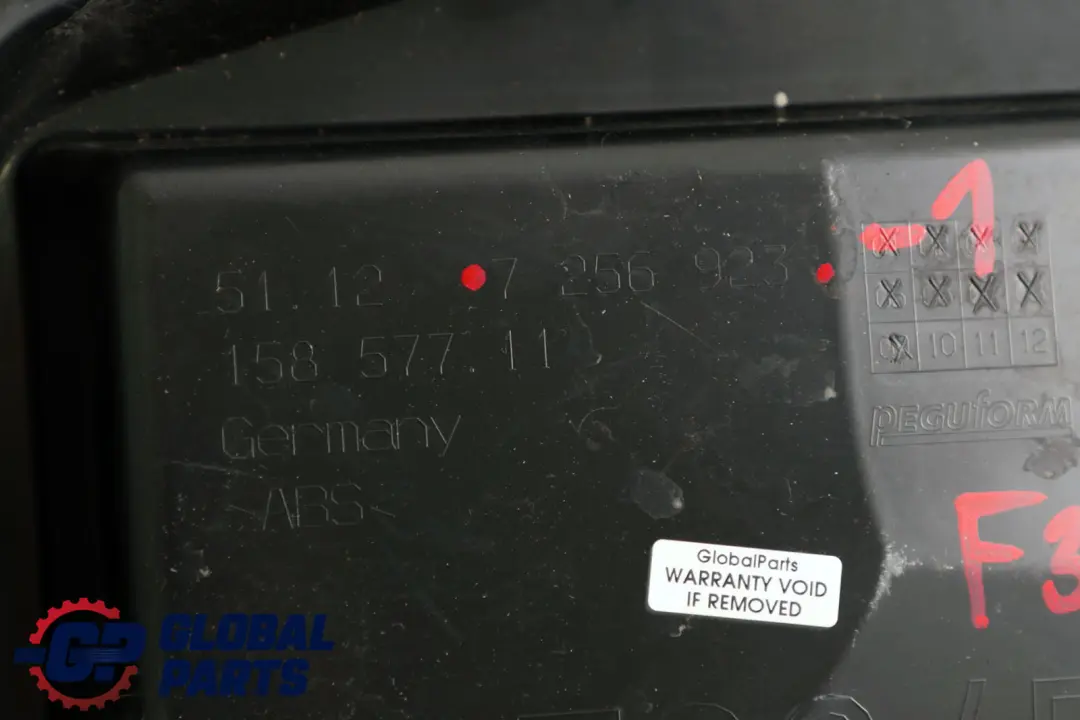 51.12 7 256 923
158 577.11
Germany
>ABS<
-1
10 11 12
PEGUFORM
F3
GlobalParts
WARRANTY VOID
IF REMOVED
GP GLOBAL
PARTS